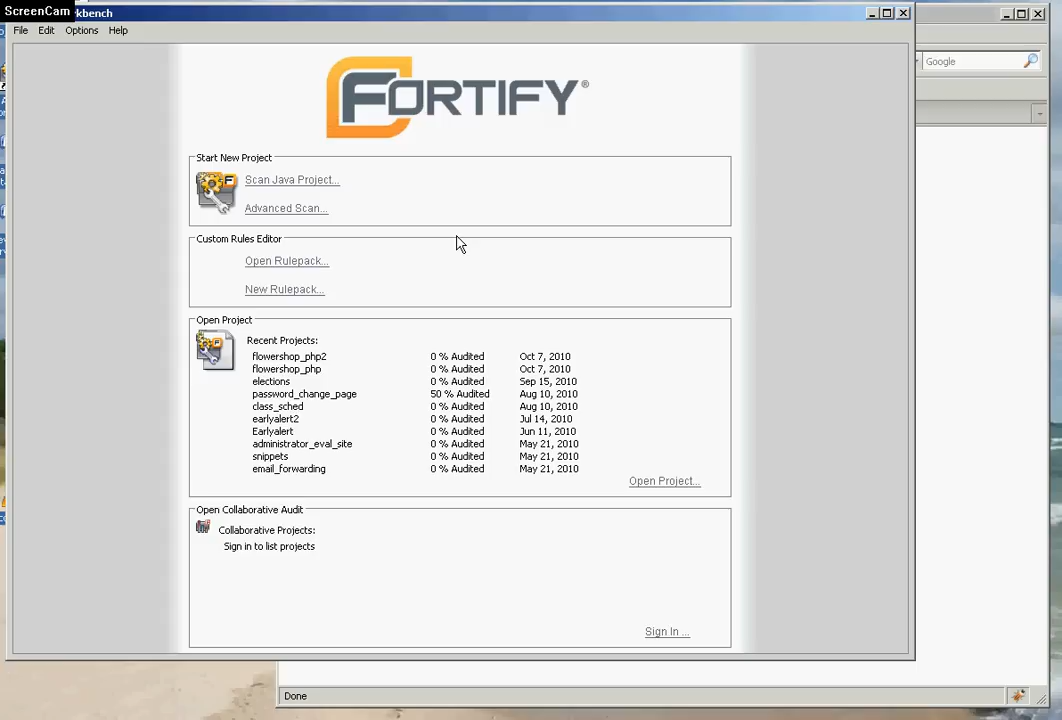 ScreenCam
rkbench
File Edit Options Help
Google
FORTIFY®
Start New Project
Scan Java Project...
Advanced Scan...
Custom Rules Editor
Open Rulepack...
New Rulepack...
Open Project
Recent Projects:
flowershop_php2 0 % Audited Oct 7, 2010
flowershop_php 0 % Audited Oct 7, 2010
elections 0 % Audited Sep 15, 2010
password_change_page 50 % Audited Aug 10, 2010
class_sched 0 % Audited Aug 10, 2010
earlyalert2 0 % Audited Jul 14, 2010
Earlyalert 0 % Audited Jun 11, 2010
administrator_eval_site 0 % Audited May 21, 2010
snippets 0 % Audited May 21, 2010
email_forwarding 0 % Audited May 21, 2010
Open Project...
Open Collaborative Audit
Collaborative Projects:
Sign in to list projects
Sign In ...
Done